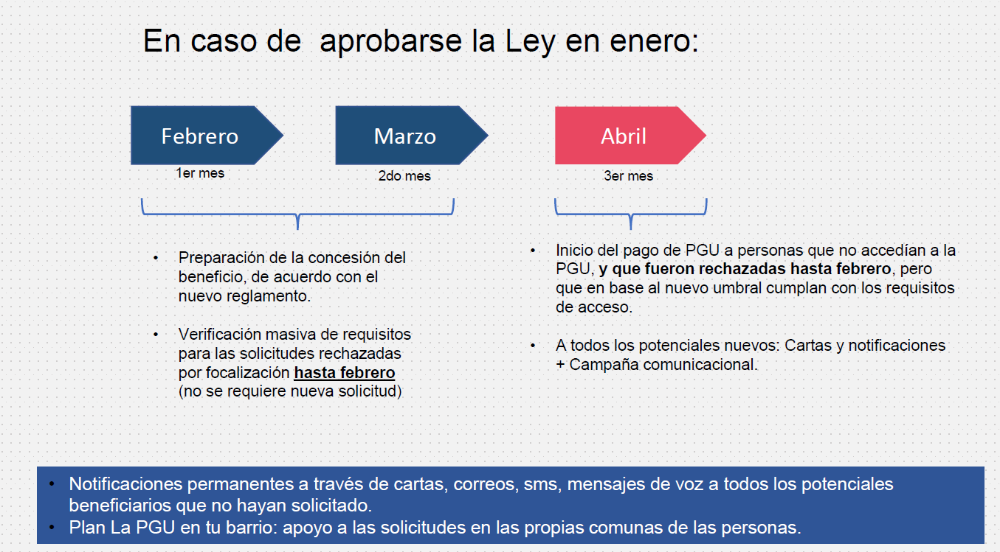 En caso de  aprobarse la Ley en enero:
Febrero
1er mes
Marzo
2do mes
Abril
3er mes
• Preparación de la concesión del
beneficio, de acuerdo con el
nuevo reglamento.
• Verificación masiva de requisitos
para las solicitudes rechazadas
por focalización hasta febrero
(no se requiere nueva solicitud)
• Inicio del pago de PGU a personas que no accedían a la
PGU, y que fueron rechazadas hasta febrero, pero
que en base al nuevo umbral cumplan con los requisitos
de acceso.
• A todos los potenciales nuevos: Cartas y notificaciones
+ Campaña comunicacional.
• Notificaciones permanentes a través de cartas, correos, sms, mensajes de voz a todos los potenciales
beneficiarios que no hayan solicitado.
• Plan La PGU en tu barrio: apoyo a las solicitudes en las propias comunas de las personas.